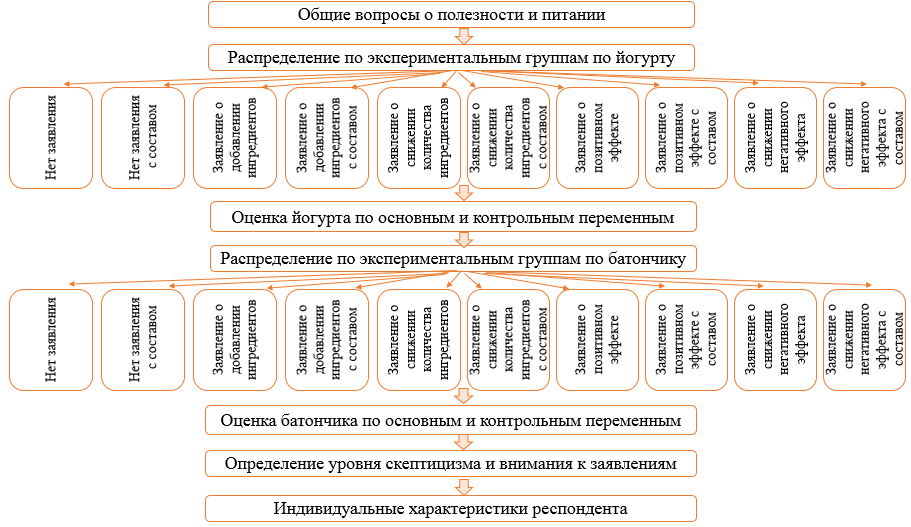 Общие вопросы о полезности и питании
Распределение по экспериментальным группам по йогурту
Нет заявления
Нет заявления
с составом
Заявление о
добавлении
ингредиентов
Заявление о
добавлении
ингредиентов
с составом
Заявление о
снижении
количества
ингредиентов
Заявление о
снижении
количества
ингредиентов
с составом
Заявление о
позитивном
эффекте
Заявление о
позитивном
эффекте с
составом
Заявление о
снижении
негативного
эффекта
Заявление о
снижении
негативного
эффекта с
составом
Оценка йогурта по основным и контрольным переменным
Распределение по экспериментальным группам по батончику
Нет заявления
Нет заявления
с составом
Заявление о
добавлении
ингредиентов
Заявление о
добавлении
ингредиентов
с составом
Заявление о
снижении
количества
ингредиентов
Заявление о
снижении
количества
ингредиентов
с составом
Заявление о
позитивном
эффекте
Заявление о
позитивном
эффекте с
составом
Заявление о
снижении
негативного
эффекта
Заявление о
снижении
негативного
эффекта с
составом
Оценка батончика по основным и контрольным переменным
Определение уровня скептицизма и внимания к заявлениям
Индивидуальные характеристики респондента